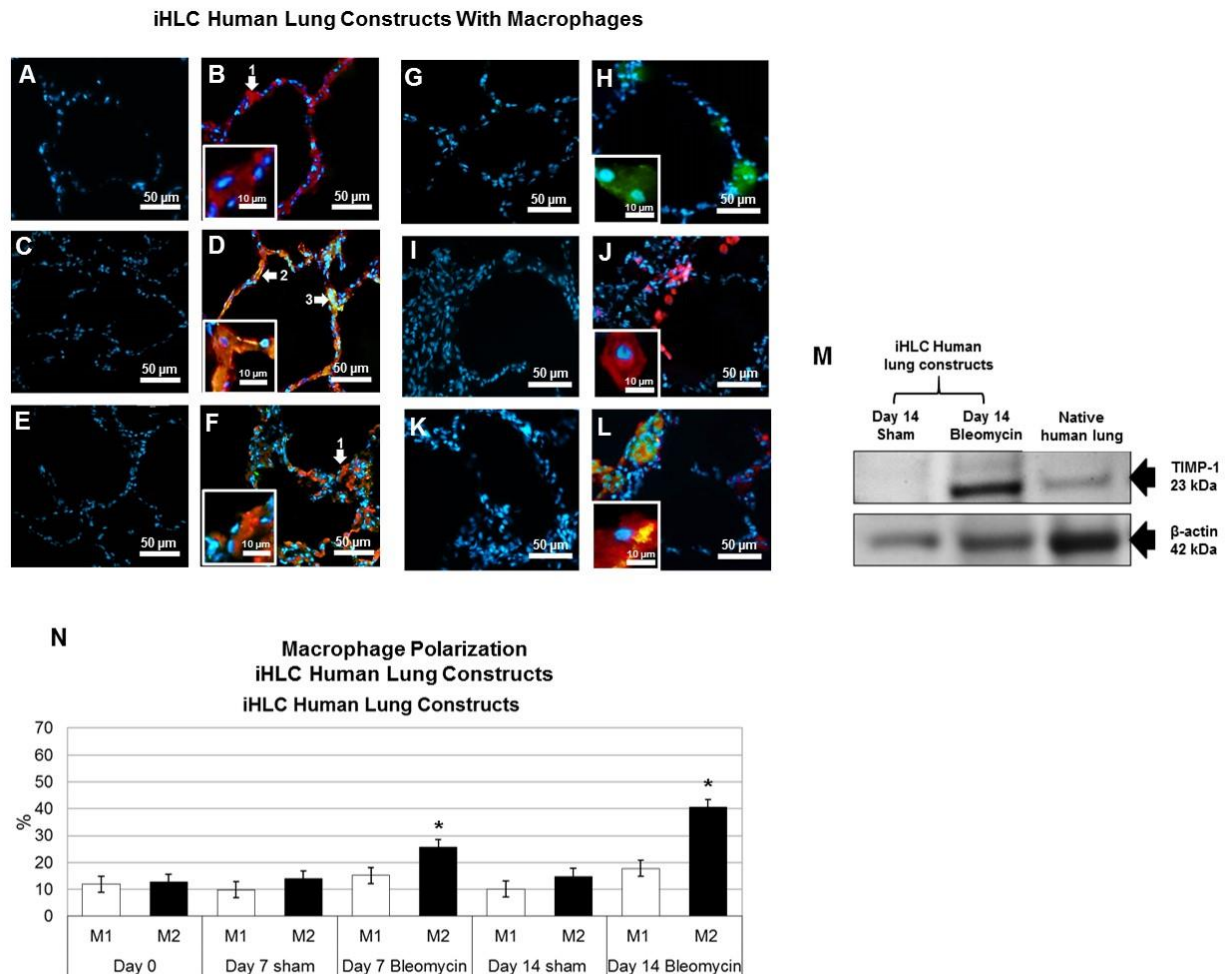 iHLC Human Lung Constructs With Macrophages
A
50 µm
B
1
10 µm
50 µm
G
50 µm
H
10 µm
50 µm
C
50 µm
D
2
3
10 µm
50 µm
I
50 µm
J
10 µm
50 µm
E
50 µm
F
1
10 µm
50 µm
K
50 µm
L
10 µm
50 µm
M
iHLC Human
lung constructs
Day 14
Sham
Day 14
Bleomycin
Native
human lung
TIMP-1
23 kDa
β-actin
42 kDa
N
Macrophage Polarization
iHLC Human Lung Constructs
iHLC Human Lung Constructs
%
70
60
50
40
30
20
10
0
*
*
M1 M2 M1 M2 M1 M2 M1 M2 M1 M2
Day 0 Day 7 sham Day 7 Bleomycin Day 14 sham Day 14 Bleomycin